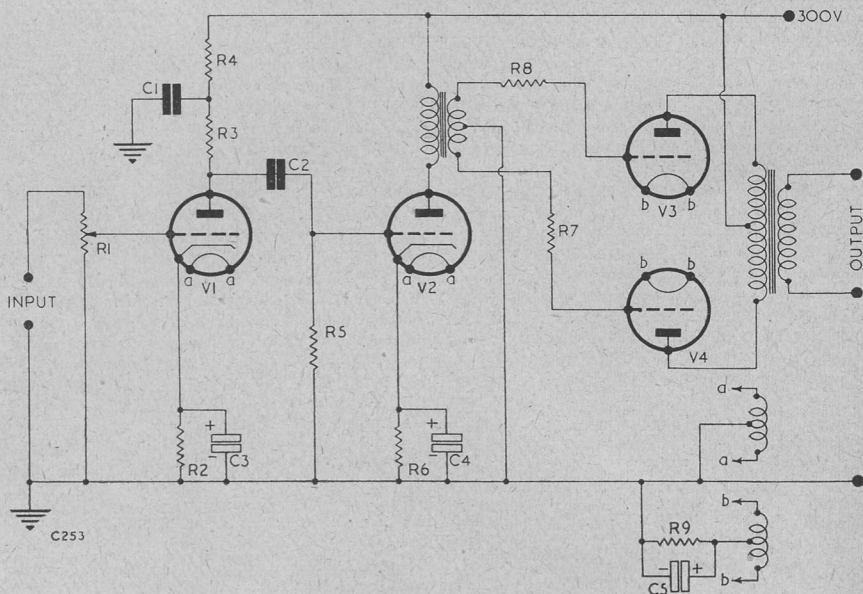 300V
R4
C1
R3
C2
R8
R1
INPUT
a a
V1
a a
V2
R7
b b
V3
b b
V4
OUTPUT
R5
a
a
+
-
R2
C3
+
-
R6
C4
b
b
R9
- +
C5
C253